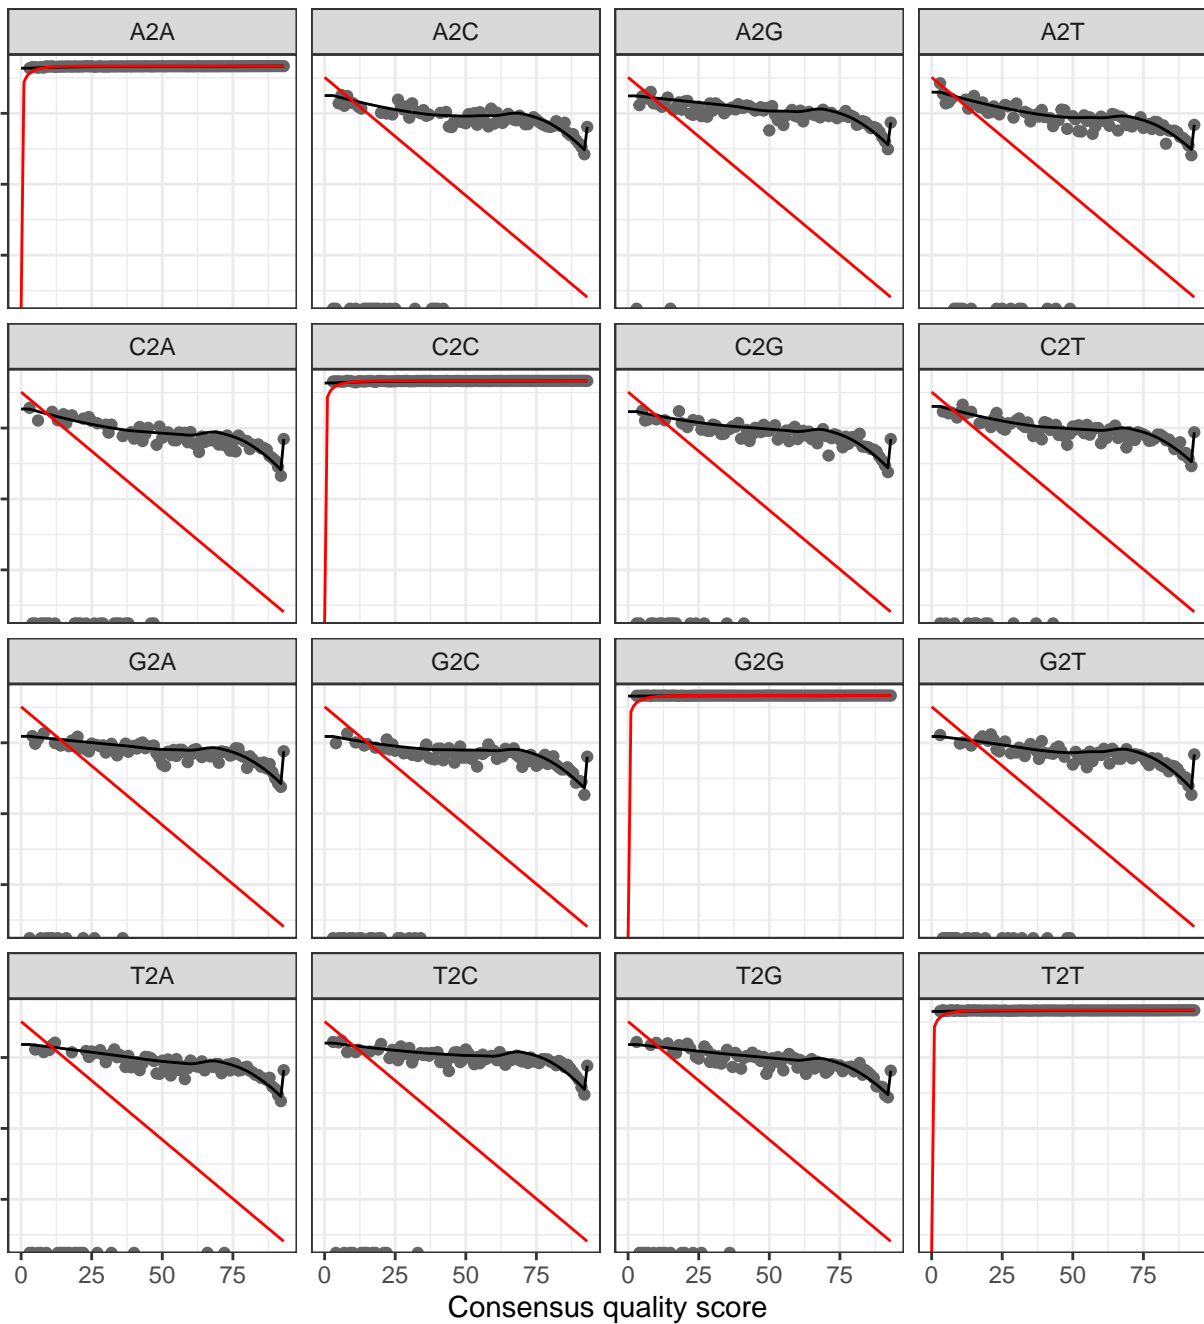 A2A A2C A2G A2T
C2A C2C C2G C2T
G2A G2C G2G G2T
T2A T2C T2G T2T
0 25 50 75 0 25 50 75 0 25 50 75 0 25 50 75
Consensus quality score